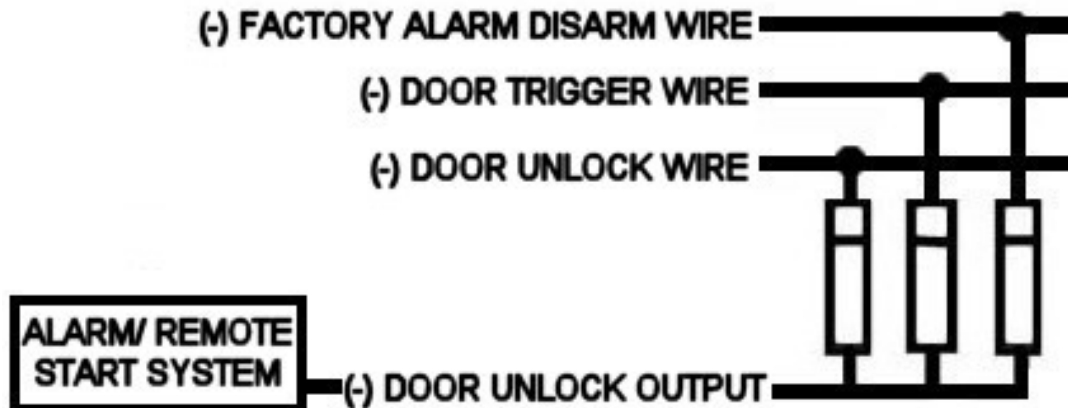 (-) FACTORY ALARM DISARM WIRE
(-) DOOR TRIGGER WIRE
(-) DOOR UNLOCK WIRE
ALARM/ REMOTE
START SYSTEM
(-) DOOR UNLOCK OUTPUT